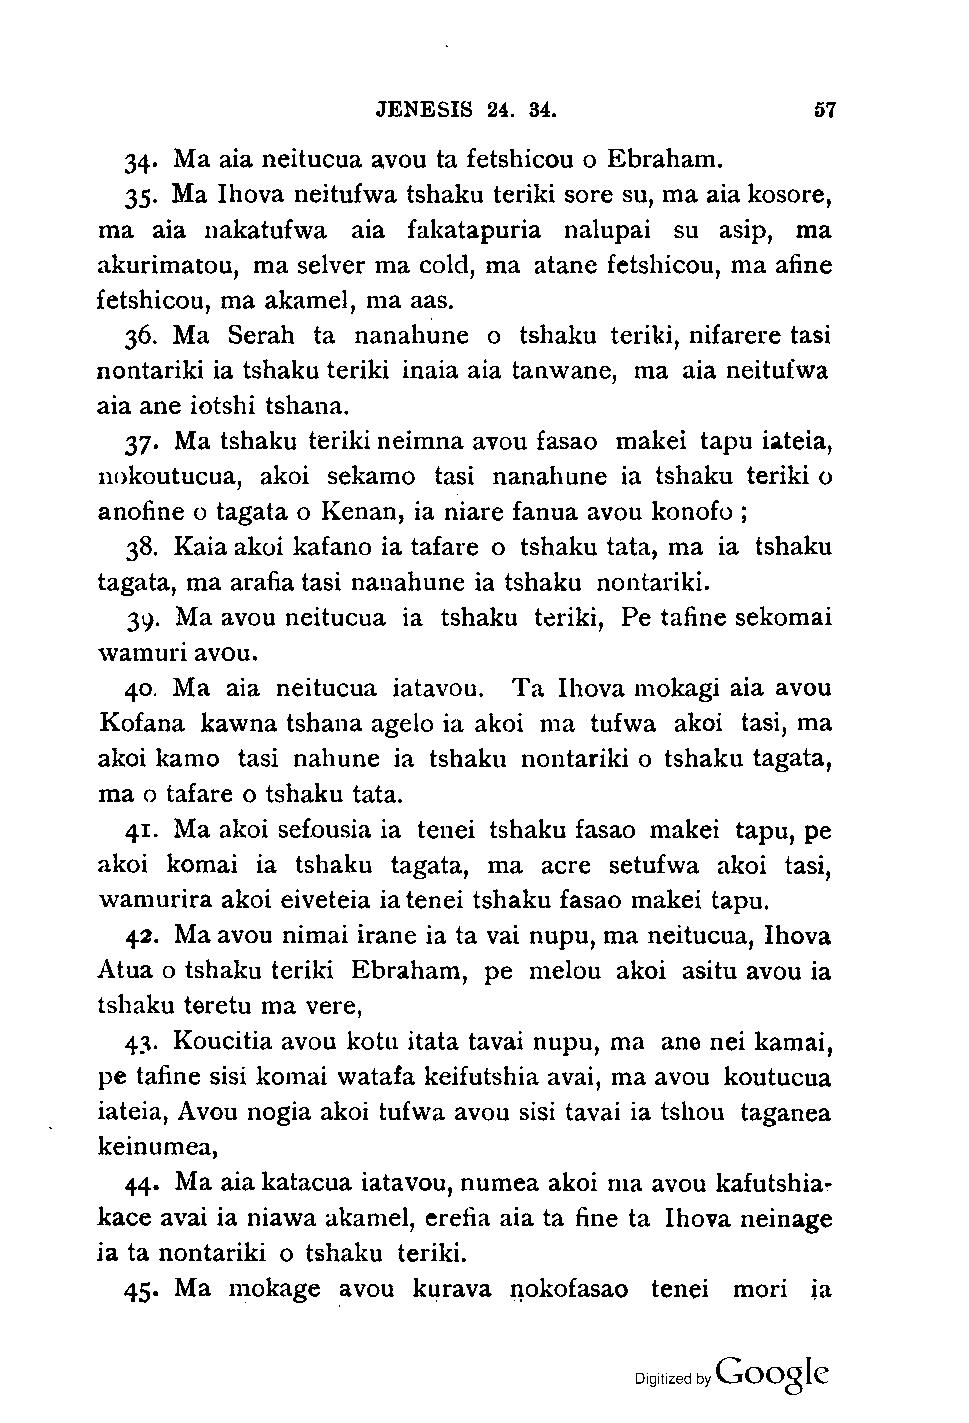 JENESIS 24. 34. 57
34. Ma aia neitucua avou ta fetshicou o Ebraham.
35. Ma Ihova neitufwa tshaku teriki sore su, ma aia kosore,
ma aia nakatufwa aia fakatapuria nalupai su asip, ma
akurimatou, ma selver ma cold, ma atane fetshicou, ma afine
fetshicou, ma akamel, ma aas.
36. Ma Serah ta nanahune o tshaku teriki, nifarere tasi
nontariki ia tshaku teriki inaia aia tanwane, ma aia neitufwa
aia ane iotshi tshana.
37. Ma tshaku teriki neimna avou fasao makei tapu iateia,
nokoutucua, akoi sekamo tasi nanahune ia tshaku teriki o
anofine o tagata o Kenan, ia niare fanua avou konofo ;
38. Kaia akoi kafano ia tafare o tshaku tata, ma ia tshaku
tagata, ma arafia tasi nanahune ia tshaku nontariki.
39. Ma avou neitucua ia tshaku teriki, Pe tafine sekomai
wamuri avou.
40. Ma aia neitucua iatavou. Ta Ihova mokagi aia avou
Kofana kawna tshana agelo ia akoi ma tufwa akoi tasi, ma
akoi kamo tasi nahune ia tshaku nontariki o tshaku tagata,
ma o tafare o tshaku tata.
41. Ma akoi sefousia ia tenei tshaku fasao makei tapu, pe
akoi komai ia tshaku tagata, ma acre setufwa akoi tasi,
wamurira akoi eiveteia ia tenei tshaku fasao makei tapu.
42. Ma avou nimai irane ia ta vai nupu, ma neitucua, Ihova
Atua o tshaku teriki Ebraham, pe melou akoi asitu avou ia
tshaku teretu ma vere,
43. Koucitia avou kotu itata tavai nupu, ma ane nei kamai,
pe tafine sisi komai watafa keifutshia avai, ma avou koutucua
iateia, Avou nogia akoi tufwa avou sisi tavai ia tshou taganea
keinumea,
44. Ma aia katacua iatavou, numea akoi ma avou kafutshia-
kace avai ia niawa akamel, erefia aia ta fine ta Ihova neinage
ia ta nontariki o tshaku teriki.
45. Ma mokage avou kurava nokofasao tenei mori ia
Digitized by Google